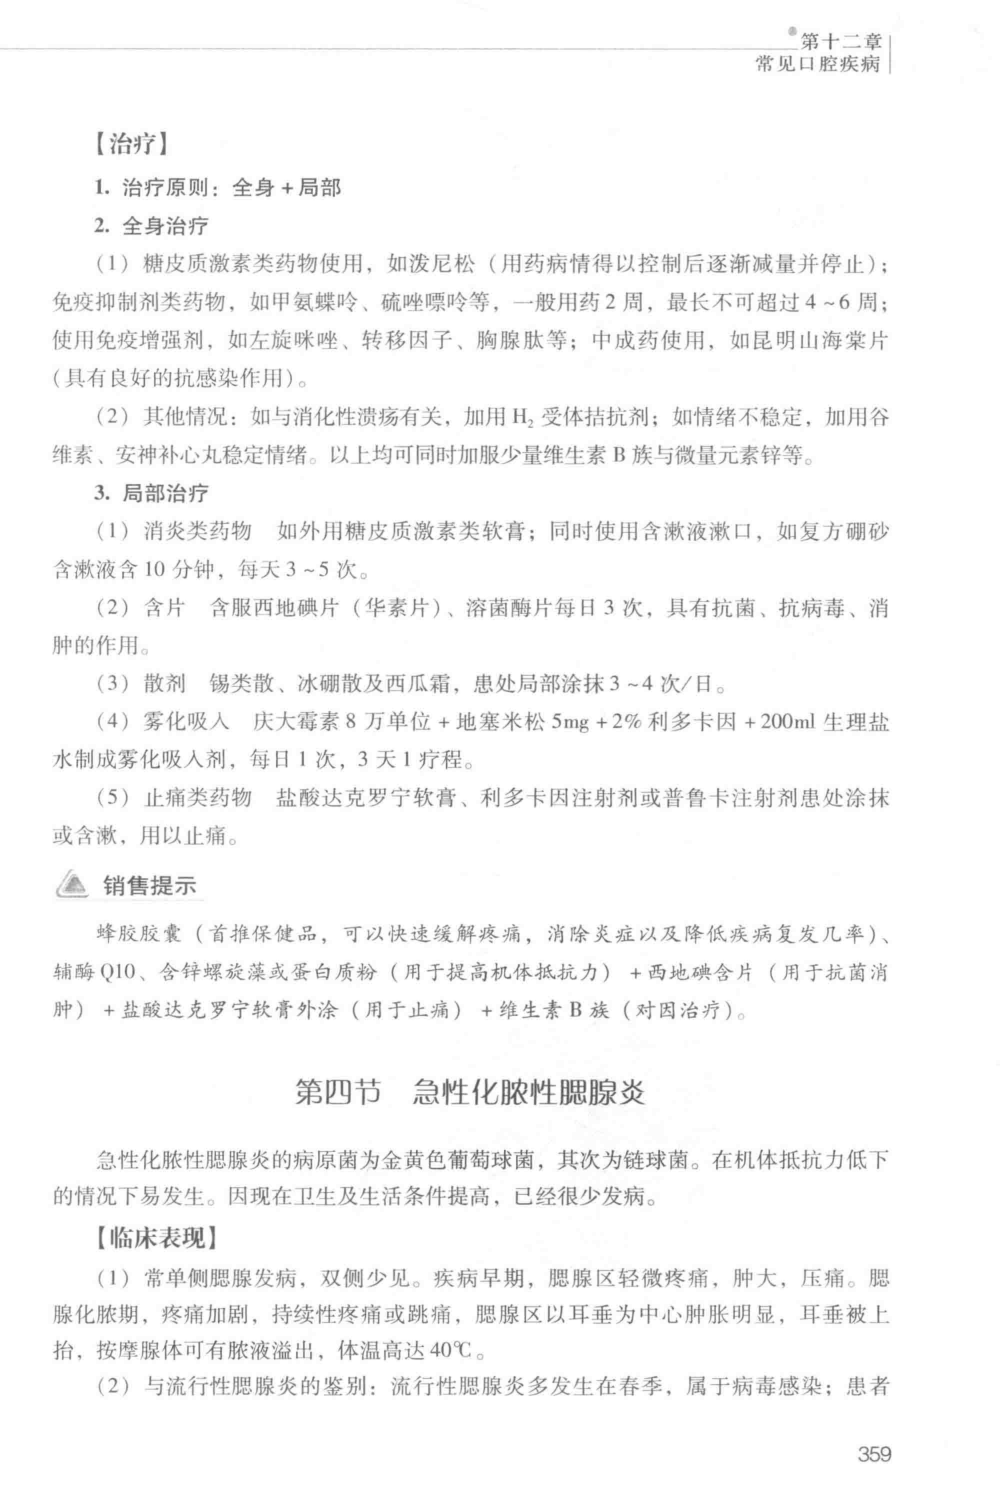 第十二章
常见口腔疾病
【治疗】
1. 治疗原则：全身+局部
2. 全身治疗
（1）糖皮质激素类药物使用，如泼尼松（用药病情得以控制后逐渐减量并停止）；
免疫抑制剂类药物，如甲氨蝶呤、硫唑嘌呤等，一般用药2周，最长不可超过4~6周；
使用免疫增强剂，如左旋咪唑、转移因子、胸腺肽等；中成药使用，如昆明山海棠片
（具有良好的抗感染作用）。
（2）其他情况：如与消化性溃疡有关，加用H₂受体拮抗剂；如情绪不稳定，加用谷
维素、安神补心丸稳定情绪。以上均可同时加服少量维生素B族与微量元素锌等。
3. 局部治疗
（1）消炎类药物　如外用糖皮质激素类软膏；同时使用含漱液漱口，如复方硼砂
含漱液含10分钟，每天3~5次。
（2）含片　含服西地碘片（华素片）、溶菌酶片每日3次，具有抗菌、抗病毒、消
肿的作用。
（3）散剂　锡类散、冰硼散及西瓜霜，患处局部涂抹3~4次/日。
（4）雾化吸入　庆大霉素8万单位+地塞米松5mg+2%利多卡因+200ml生理盐
水制成雾化吸入剂，每日1次，3天1疗程。
（5）止痛类药物　盐酸达克罗宁软膏、利多卡因注射剂或普鲁卡注射剂患处涂抹
或含漱，用以止痛。
销售提示
蜂胶胶囊（首推保健品，可以快速缓解疼痛，消除炎症以及降低疾病复发几率）、
辅酶Q10、含锌螺旋藻或蛋白质粉（用于提高机体抵抗力）+西地碘含片（用于抗菌消
肿）+盐酸达克罗宁软膏外涂（用于止痛）+维生素B族（对因治疗）。
第四节　急性化脓性腮腺炎
急性化脓性腮腺炎的病原菌为金黄色葡萄球菌，其次为链球菌。在机体抵抗力低下
的情况下易发生。因现在卫生及生活条件提高，已经很少发病。
【临床表现】
（1）常单侧腮腺发病，双侧少见。疾病早期，腮腺区轻微疼痛，肿大，压痛。腮
腺化脓期，疼痛加剧，持续性疼痛或跳痛，腮腺区以耳垂为中心肿胀明显，耳垂被上
抬，按摩腺体可有脓液溢出，体温高达40℃。
（2）与流行性腮腺炎的鉴别：流行性腮腺炎多发生在春季，属于病毒感染；患者
359